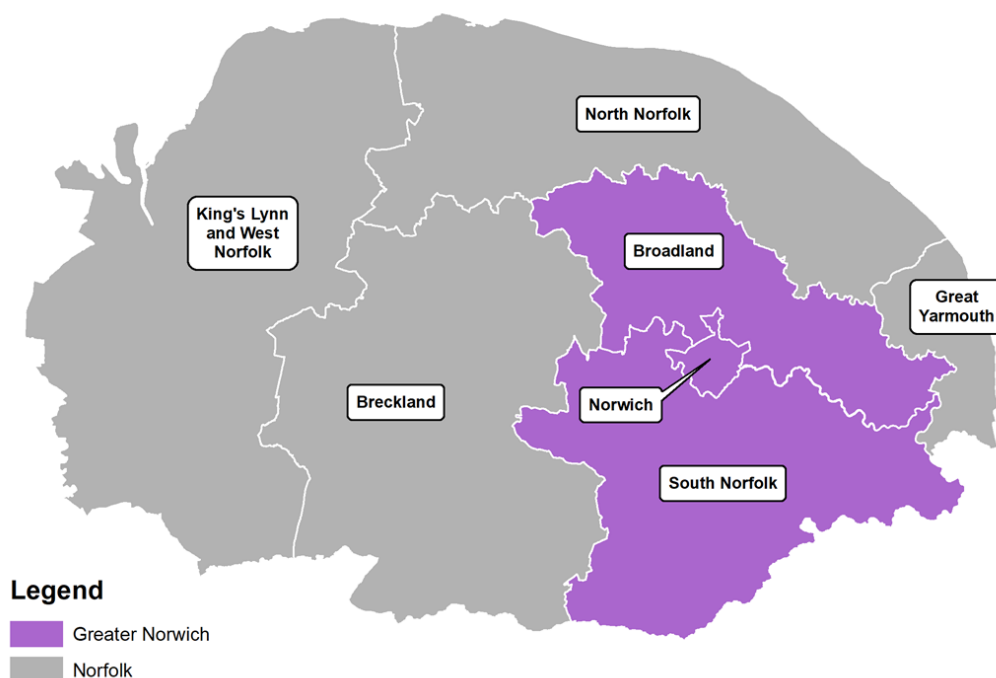 North Norfolk
King's Lynn
and West
Norfolk
Broadland
Great
Yarmouth
Breckland
Norwich
South Norfolk
Legend
Greater Norwich
Norfolk